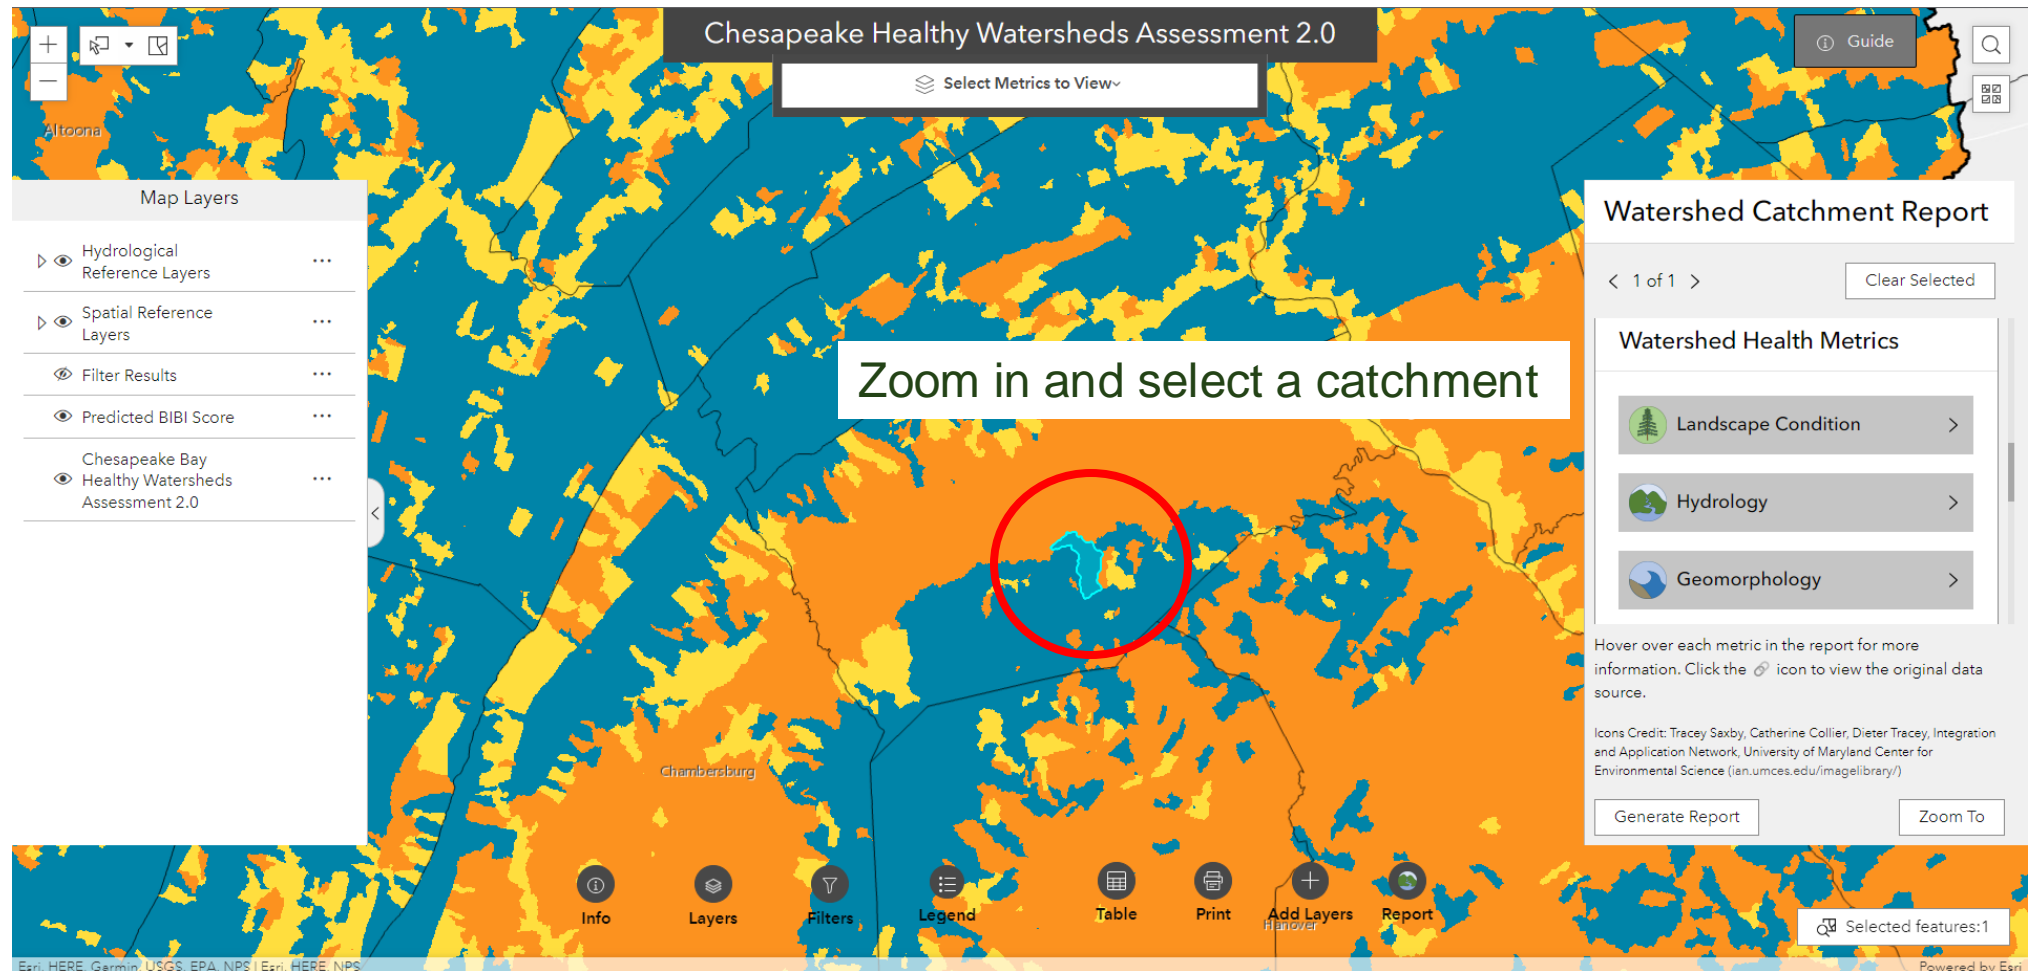 Chesapeake Healthy Watersheds Assessment 2.0
Guide
Select Metrics to View
Altoona
Map Layers
Hydrological
Reference Layers
Spatial Reference
Layers
Filter Results
Predicted BIBI Score
Chesapeake Bay
Healthy Watersheds
Assessment 2.0
Zoom in and select a catchment
Watershed Catchment Report
1 of 1
Clear Selected
Watershed Health Metrics
Landscape Condition
Hydrology
Geomorphology
Hover over each metric in the report for more
information. Click the icon to view the original data
source.
Icons Credit: Tracey Saxby, Catherine Collier, Dieter Tracey, Integration
and Application Network, University of Maryland Center for
Environmental Science (ian.umces.edu/imagelibrary/)
Generate Report
Zoom To
Chambersburg
Info
Layers
Filters
Legend
Table
Print
Add Layers
Report
Hanover
Selected features:1
Esri, HERE, Garmin, USGS, EPA, NPS | Esri, HERE, NPS
Powered by Esri